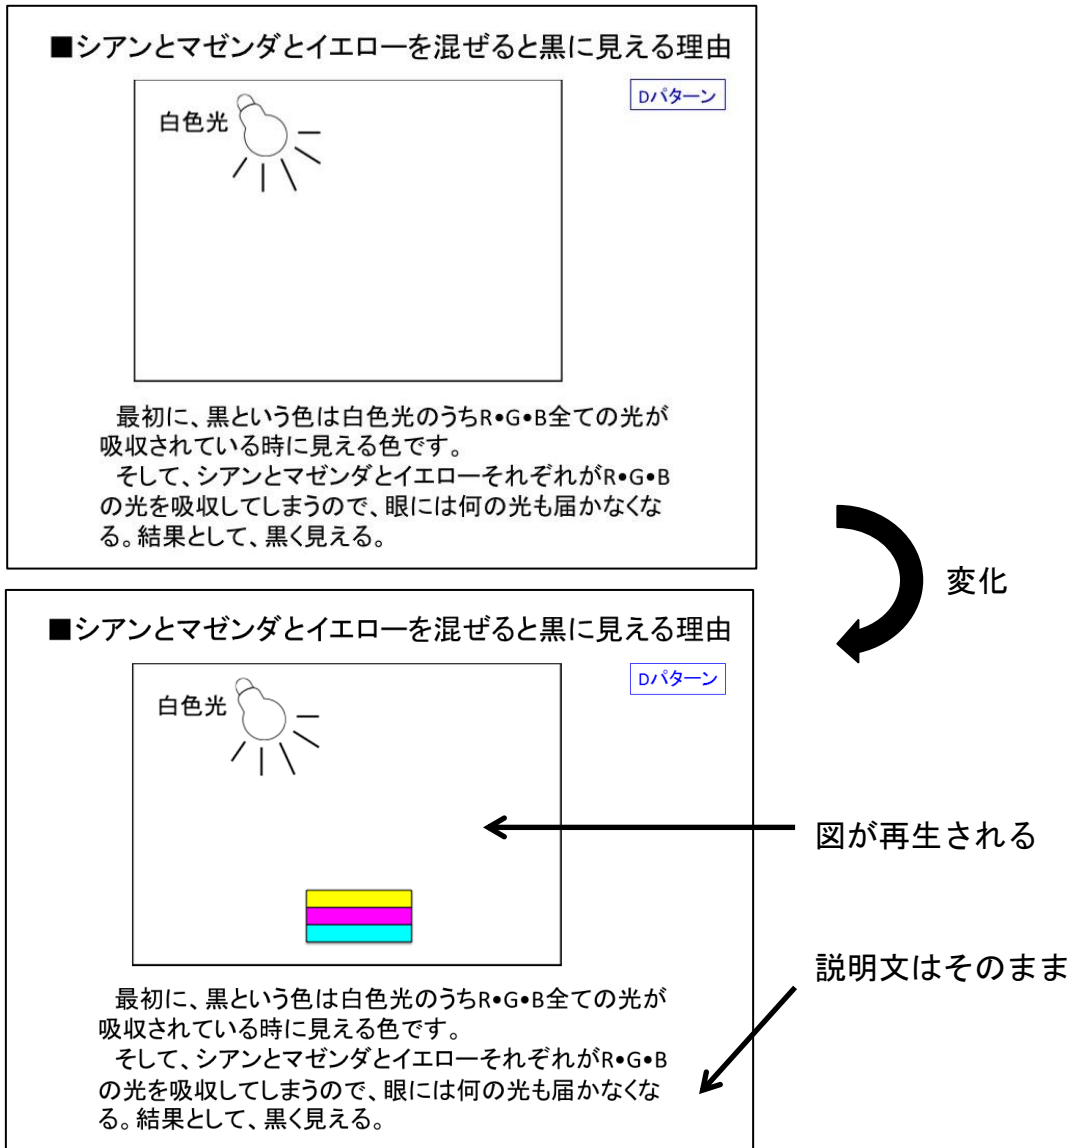 ■シアンとマゼンダとイエローを混ぜると黒に見える理由
Dパターン
白色光
最初に、黒という色は白色光のうちR•G•B全ての光が
吸収されている時に見える色です。
そして、シアンとマゼンダとイエローそれぞれがR•G•B
の光を吸収してしまうので、眼には何の光も届かなくな
る。結果として、黒く見える。
変化
■シアンとマゼンダとイエローを混ぜると黒に見える理由
Dパターン
白色光
図が再生される
説明文はそのまま
最初に、黒という色は白色光のうちR•G•B全ての光が
吸収されている時に見える色です。
そして、シアンとマゼンダとイエローそれぞれがR•G•B
の光を吸収してしまうので、眼には何の光も届かなくな
る。結果として、黒く見える。